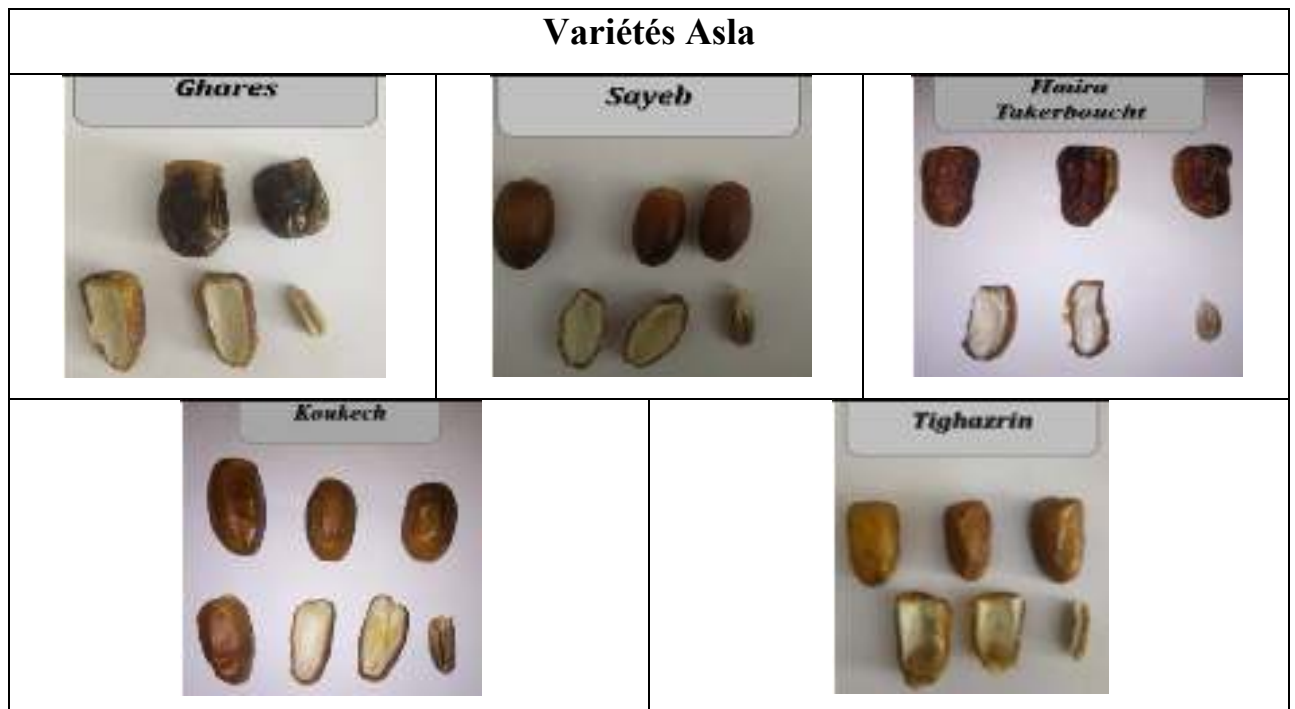 Variétés Asla
Ghares
Sayeb
Hmira
Takerboucht
Koukech
Tighazrin